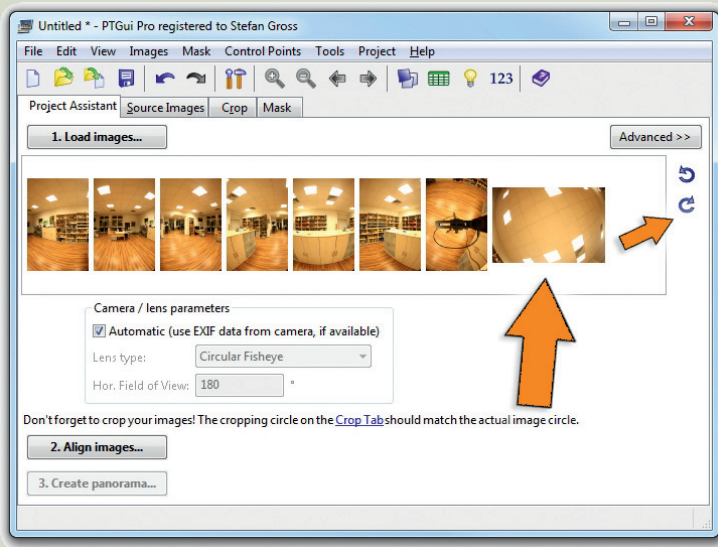 Untitled * - PTGui Pro registered to Stefan Gross
File Edit View Images Mask Control Points Tools Project Help
123
Project Assistant Source Images Crop Mask
1. Load images...
Advanced >>
Camera / lens parameters
Automatic (use EXIF data from camera, if available)
Lens type: Circular Fisheye
Hor. Field of View: 180 °
Don't forget to crop your images! The cropping circle on the Crop Tab should match the actual image circle.
2. Align images...
3. Create panorama...